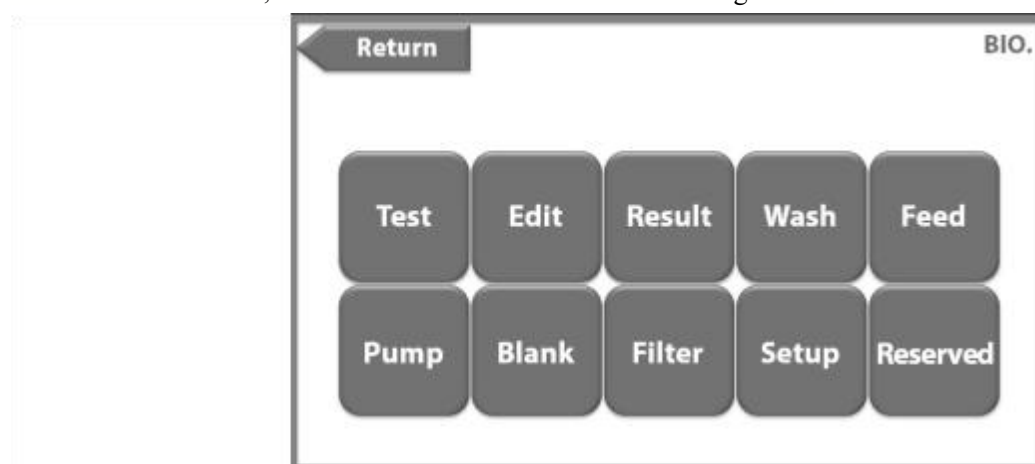 Return
BIO.
Test Edit Result Wash Feed
Pump Blank Filter Setup Reserved